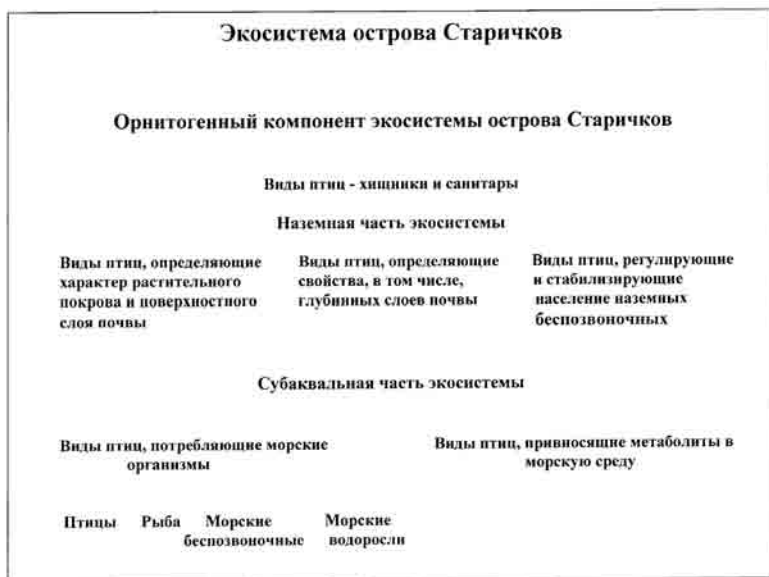 Экосистема острова Старичков
Орнитогенный компонент экосистемы острова Старичков
Виды птиц - хищники и санитары
Наземная часть экосистемы
Виды птиц, определяющие
характер растительного
покрова и поверхностного
слоя почвы
Виды птиц, определяющие
свойства, в том числе,
глубинных слоев почвы
Виды птиц, регулирующие
и стабилизирующие
население наземных
беспозвоночных
Субаквальная часть экосистемы
Виды птиц, потребляющие морские
организмы
Виды птиц, привносящие метаболиты в
морскую среду
Птицы
Рыба
Морские
беспозвоночные
Морские
водоросли